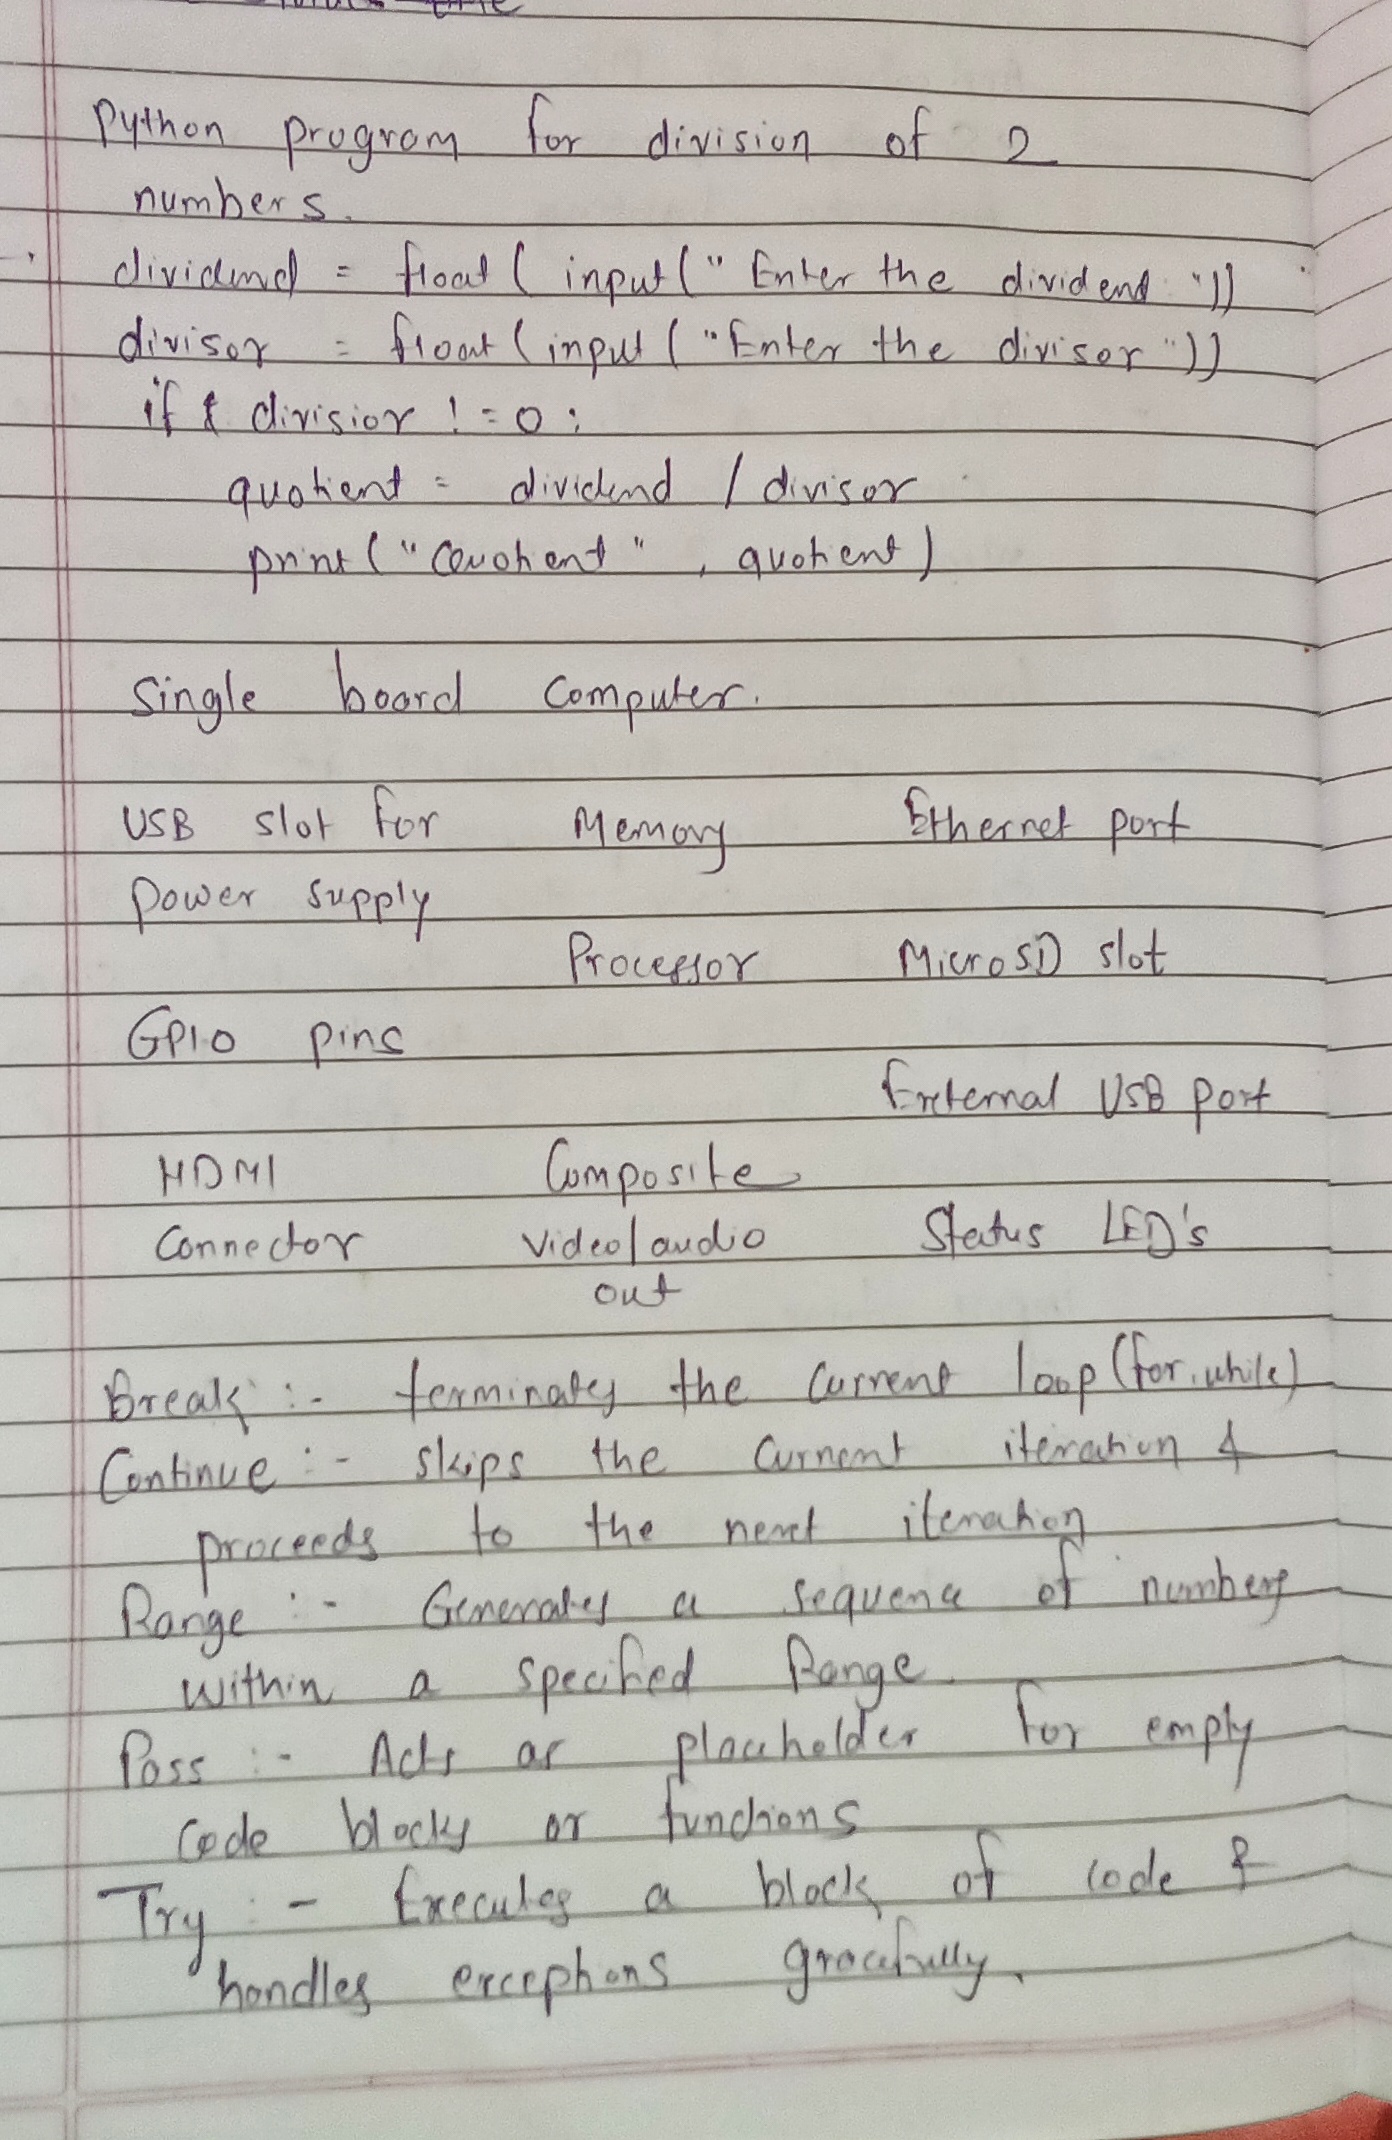 Python program for division of 2
numbers.
dividend = float ( input (" Enter the dividend "))
divisor = float ( input ( "Enter the divisor "))
if divisior ! = 0 :
quotient = dividend / divisor
print ( " Qouotient " , quotient )
Single board Computer.
USB slot for Memory Ethernet port
power supply
Processor MicroSD slot
GPIO pins
External USB port
HDMI Composite
Connector Video/audio Status LED's
out
Break :- terminates the current loop (for, while)
Continue :- skips the current iteration &
proceeds to the next iteration
Range :- Generates a sequence of numbers
within a specified Range.
Pass :- Acts as placeholder for empty
code blocks or functions
Try :- Executes a block of code &
handles exceptions gracefully.